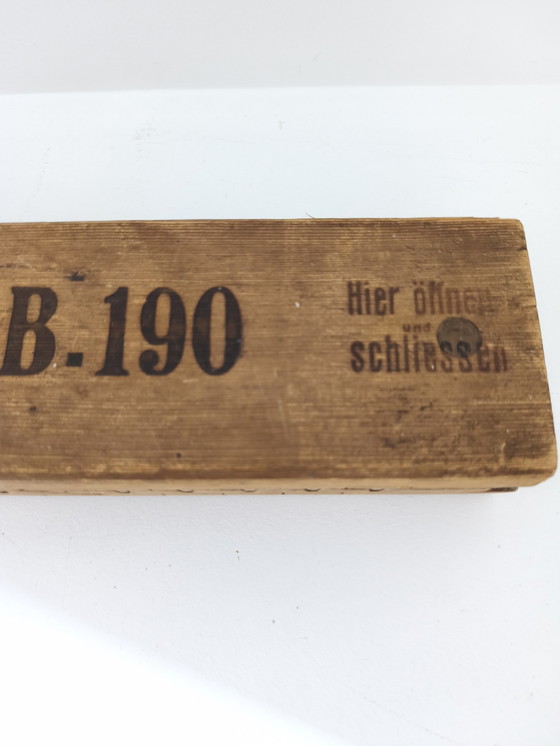 B.-190
Hier öffnen
und
schliessen